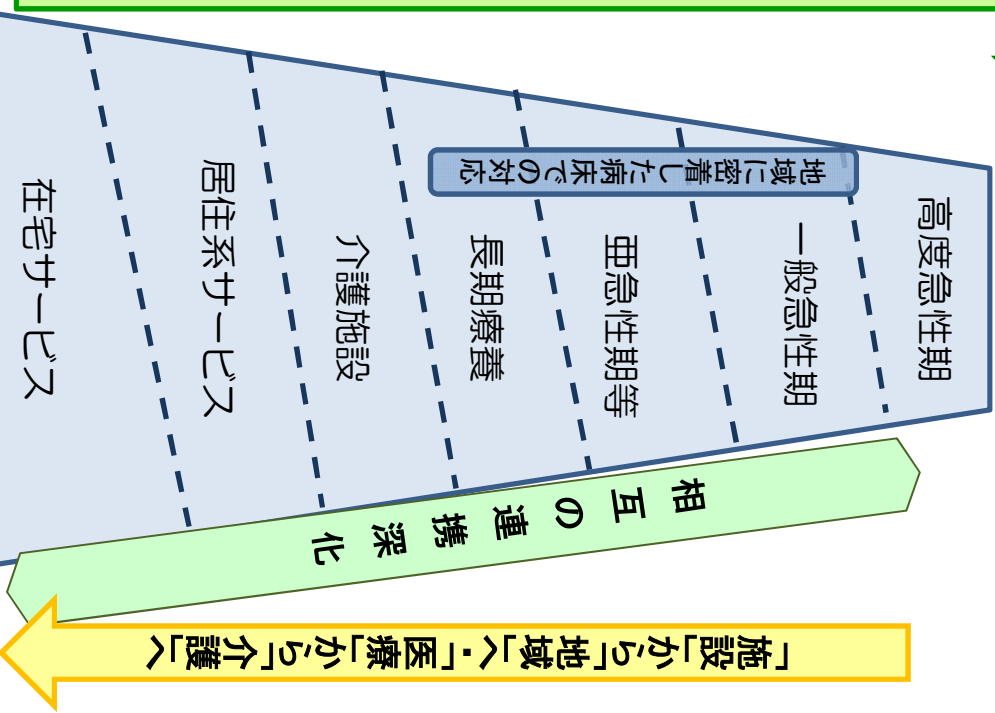 高度急性期
一般急性期
亜急性期等
長期療養
介護施設
居住系サービス
在宅サービス
地域に密着した病床での対応
相互の連携深化
「施設」から「地域」へ・「医療」から「介護」へ